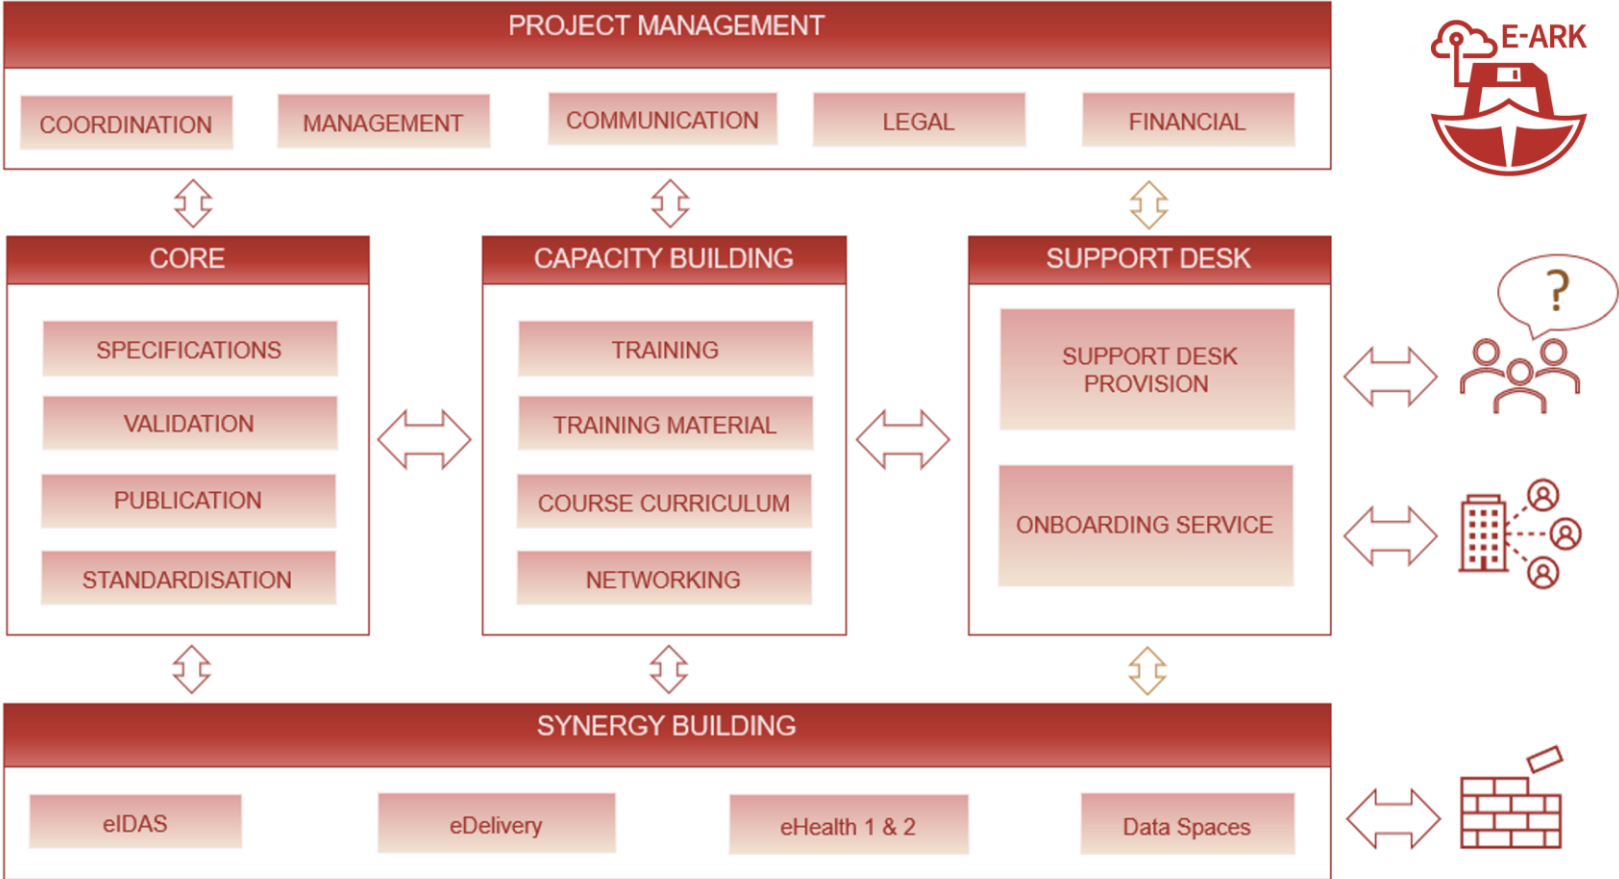 PROJECT MANAGEMENT
E-ARK
COORDINATION
MANAGEMENT
COMMUNICATION
LEGAL
FINANCIAL
CORE
SPECIFICATIONS
VALIDATION
PUBLICATION
STANDARDISATION
CAPACITY BUILDING
TRAINING
TRAINING MATERIAL
COURSE CURRICULUM
NETWORKING
SUPPORT DESK
SUPPORT DESK
PROVISION
ONBOARDING SERVICE
?
SYNERGY BUILDING
eIDAS
eDelivery
eHealth 1 & 2
Data Spaces